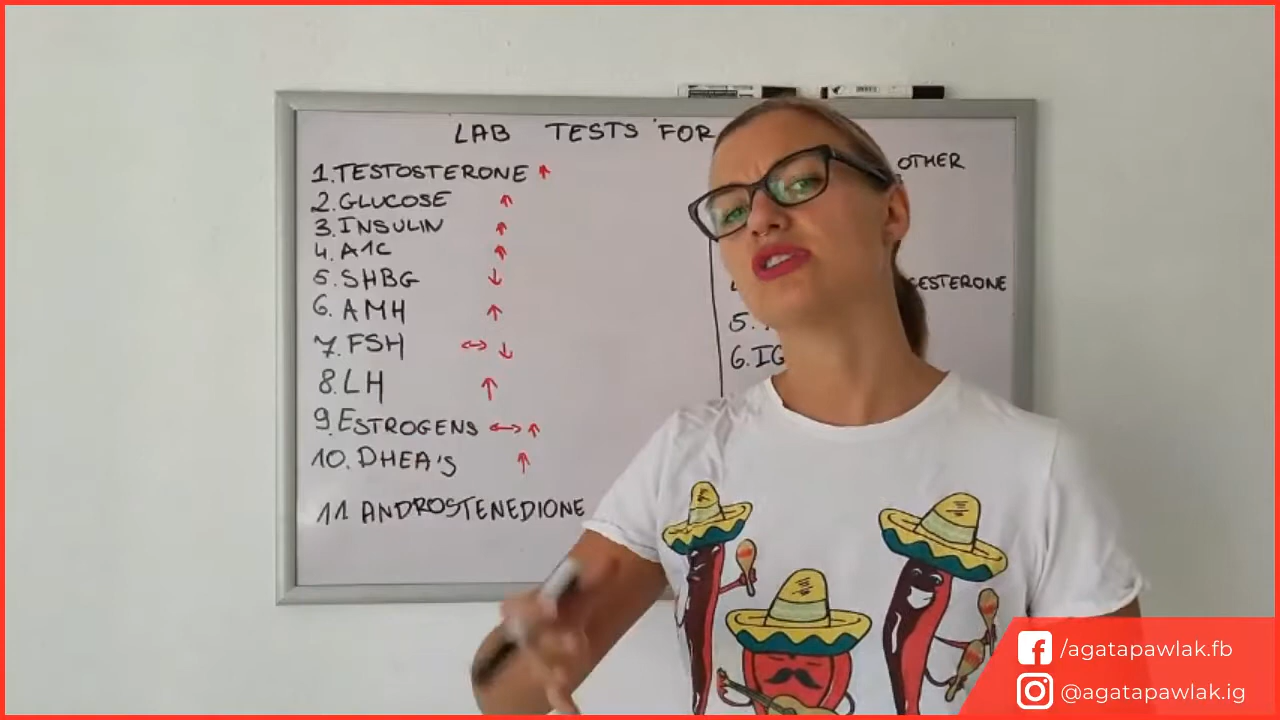 LAB TESTS FOR
1. TESTOSTERONE ↑
2. GLUCOSE ↑
3. INSULIN ↑
4. A1C ↑
5. SHBG ↓
6. AMH ↑
7. FSH ↔ ↓
8. LH ↑
9. ESTROGENS ↔ ↑
10. DHEA'S ↑
11 ANDROSTENEDIONE
OTHER
5.
6. IG
/agatapawlak.fb
@agatapawlak.ig